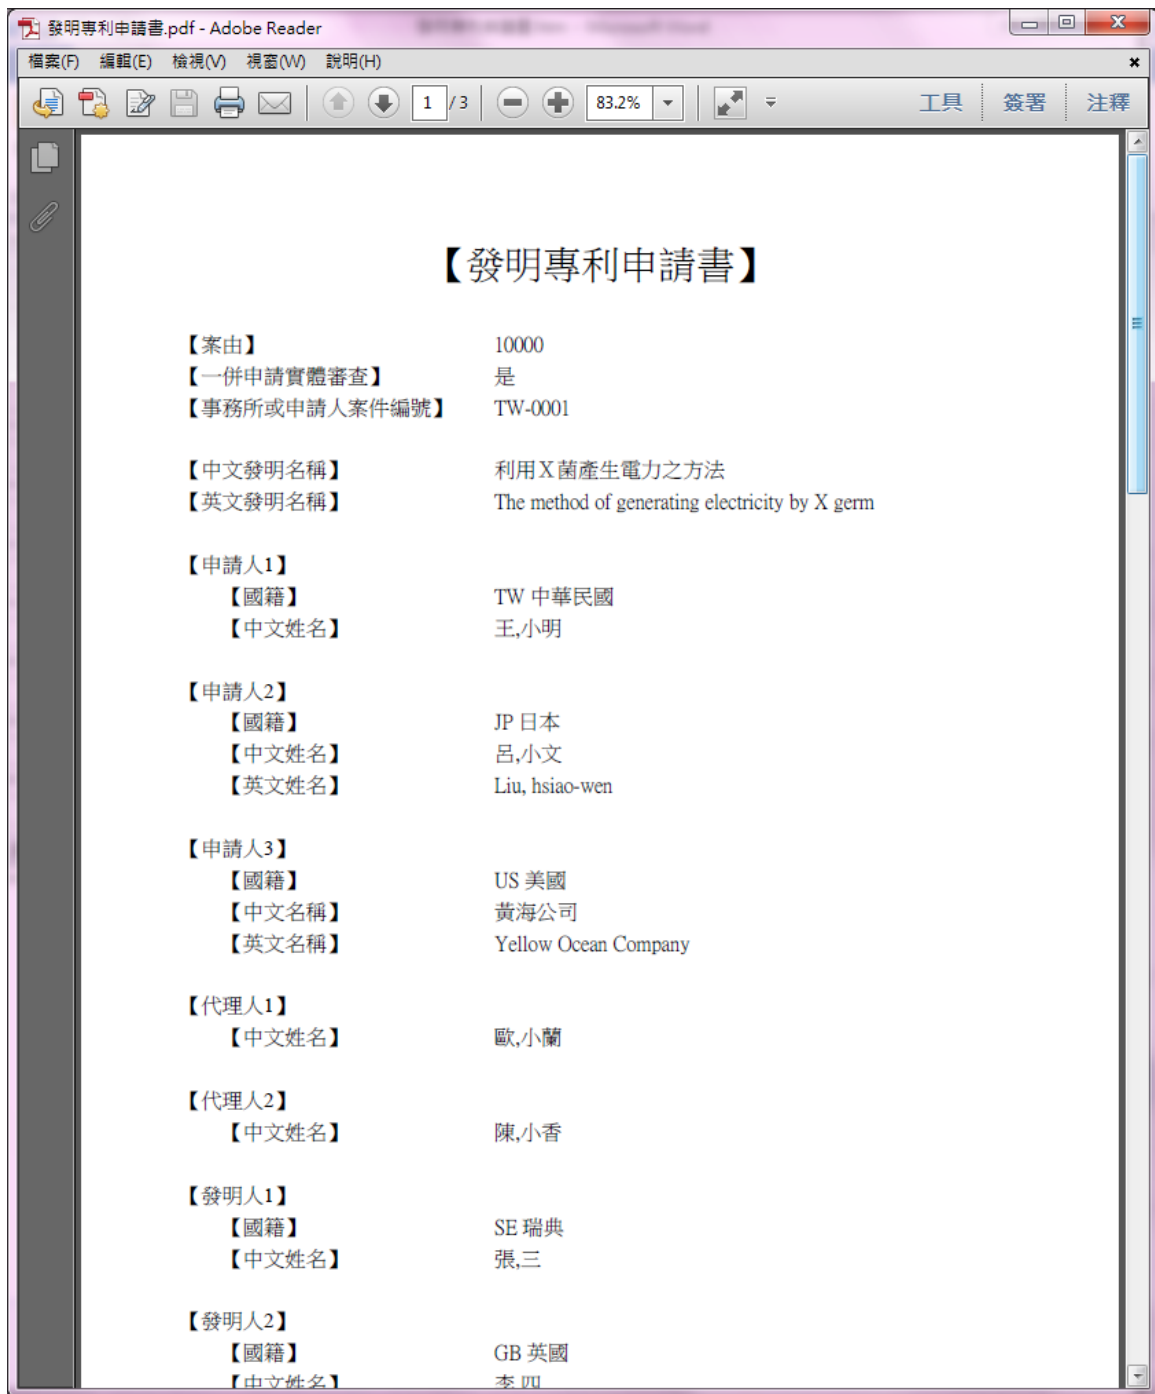 發明專利申請書.pdf - Adobe Reader
檔案(F) 編輯(E) 檢視(V) 視窗(W) 說明(H)
1 / 3 83.2% 工具 簽署 注釋
【發明專利申請書】
【案由】 10000
【一併申請實體審查】 是
【事務所或申請人案件編號】 TW-0001
【中文發明名稱】 利用X菌產生電力之方法
【英文發明名稱】 The method of generating electricity by X germ
【申請人1】
【國籍】 TW 中華民國
【中文姓名】 王,小明
【申請人2】
【國籍】 JP 日本
【中文姓名】 呂,小文
【英文姓名】 Liu, hsiao-wen
【申請人3】
【國籍】 US 美國
【中文名稱】 黃海公司
【英文名稱】 Yellow Ocean Company
【代理人1】
【中文姓名】 歐,小蘭
【代理人2】
【中文姓名】 陳,小香
【發明人1】
【國籍】 SE 瑞典
【中文姓名】 張,三
【發明人2】
【國籍】 GB 英國
【中文姓名】 李,四